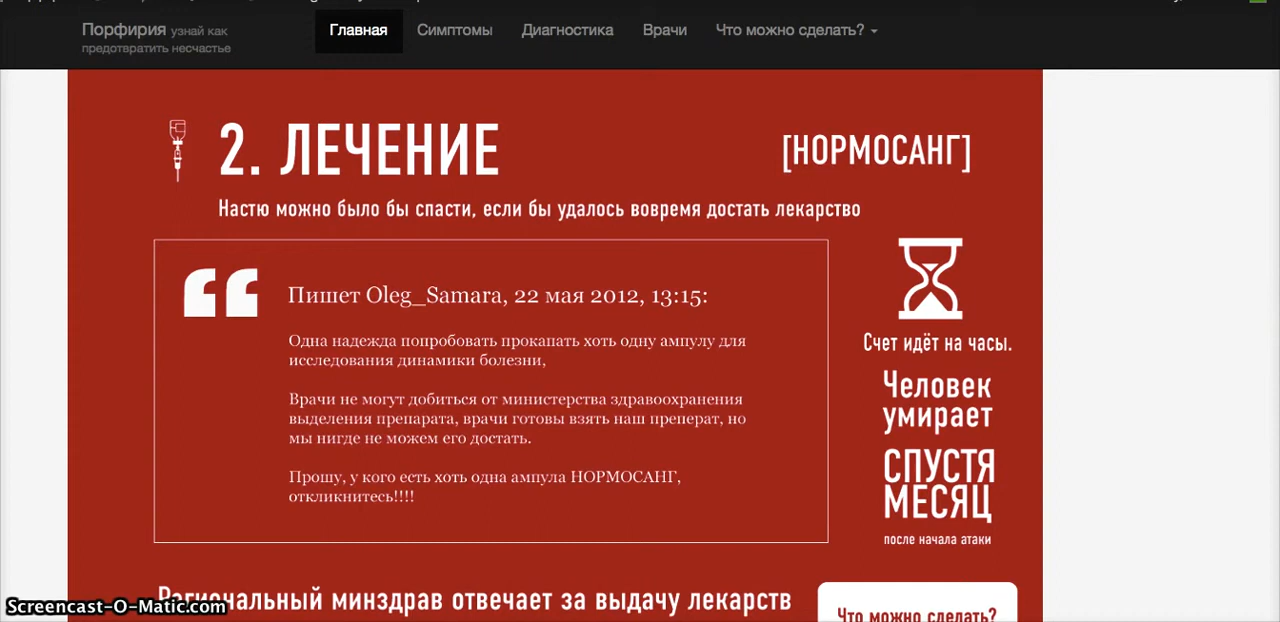 Порфирия узнай как
предотвратить несчастье
Главная
Симптомы
Диагностика
Врачи
Что можно сделать?
2. ЛЕЧЕНИЕ
[НОРМОСАНГ]
Настю можно было бы спасти, если бы удалось вовремя достать лекарство
Пишет Oleg_Samara, 22 мая 2012, 13:15:
Одна надежда попробовать прокапать хоть одну ампулу для
исследования динамики болезни,
Врачи не могут добиться от министерства здравоохранения
выделения препарата, врачи готовы взять наш преперат, но
мы нигде не можем его достать.
Прошу, у кого есть хоть одна ампула НОРМОСАНГ,
откликнитесь!!!!
Счет идёт на часы.
Человек
умирает
СПУСТЯ
МЕСЯЦ
после начала атаки
Региональный минздрав отвечает за выдачу лекарств
Что можно сделать?
Screencast-O-Matic.com